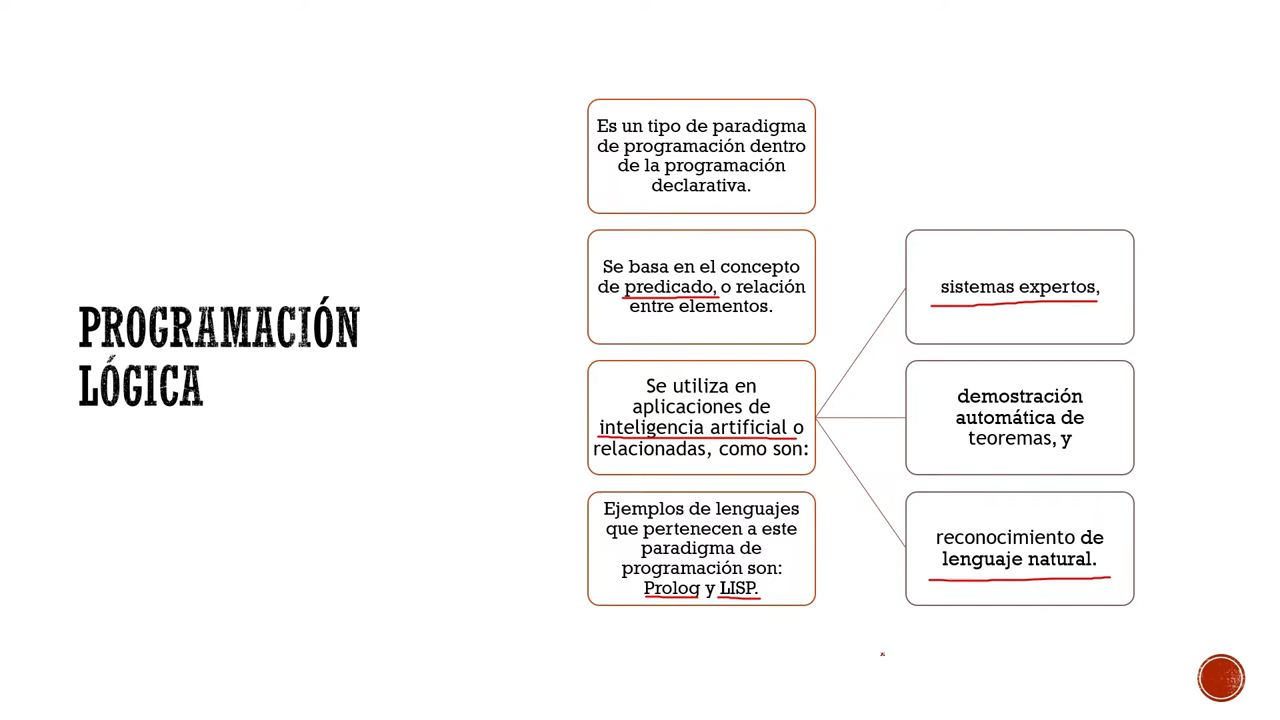 PROGRAMACIÓN
LÓGICA
Es un tipo de paradigma
de programación dentro
de la programación
declarativa.
Se basa en el concepto
de predicado, o relación
entre elementos.
Se utiliza en
aplicaciones de
inteligencia artificial o
relacionadas, como son:
sistemas expertos,
demostración
automática de
teoremas, y
reconocimiento de
lenguaje natural.
Ejemplos de lenguajes
que pertenecen a este
paradigma de
programación son:
Prolog y LISP.